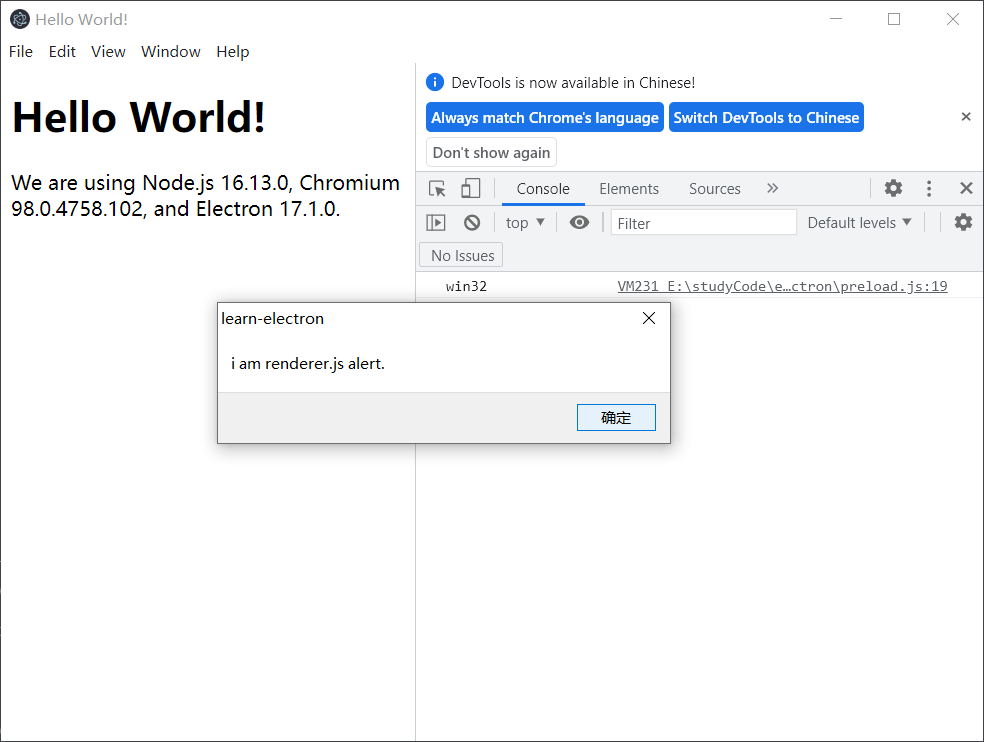 Hello World!
File Edit View Window Help
Hello World!
We are using Node.js 16.13.0, Chromium
98.0.4758.102, and Electron 17.1.0.
DevTools is now available in Chinese!
Always match Chrome's language Switch DevTools to Chinese
Don't show again
Console Elements Sources
top Filter Default levels
No Issues
win32 VM231 E:\studyCode\e…ctron\preload.js:19
learn-electron
i am renderer.js alert.
确定